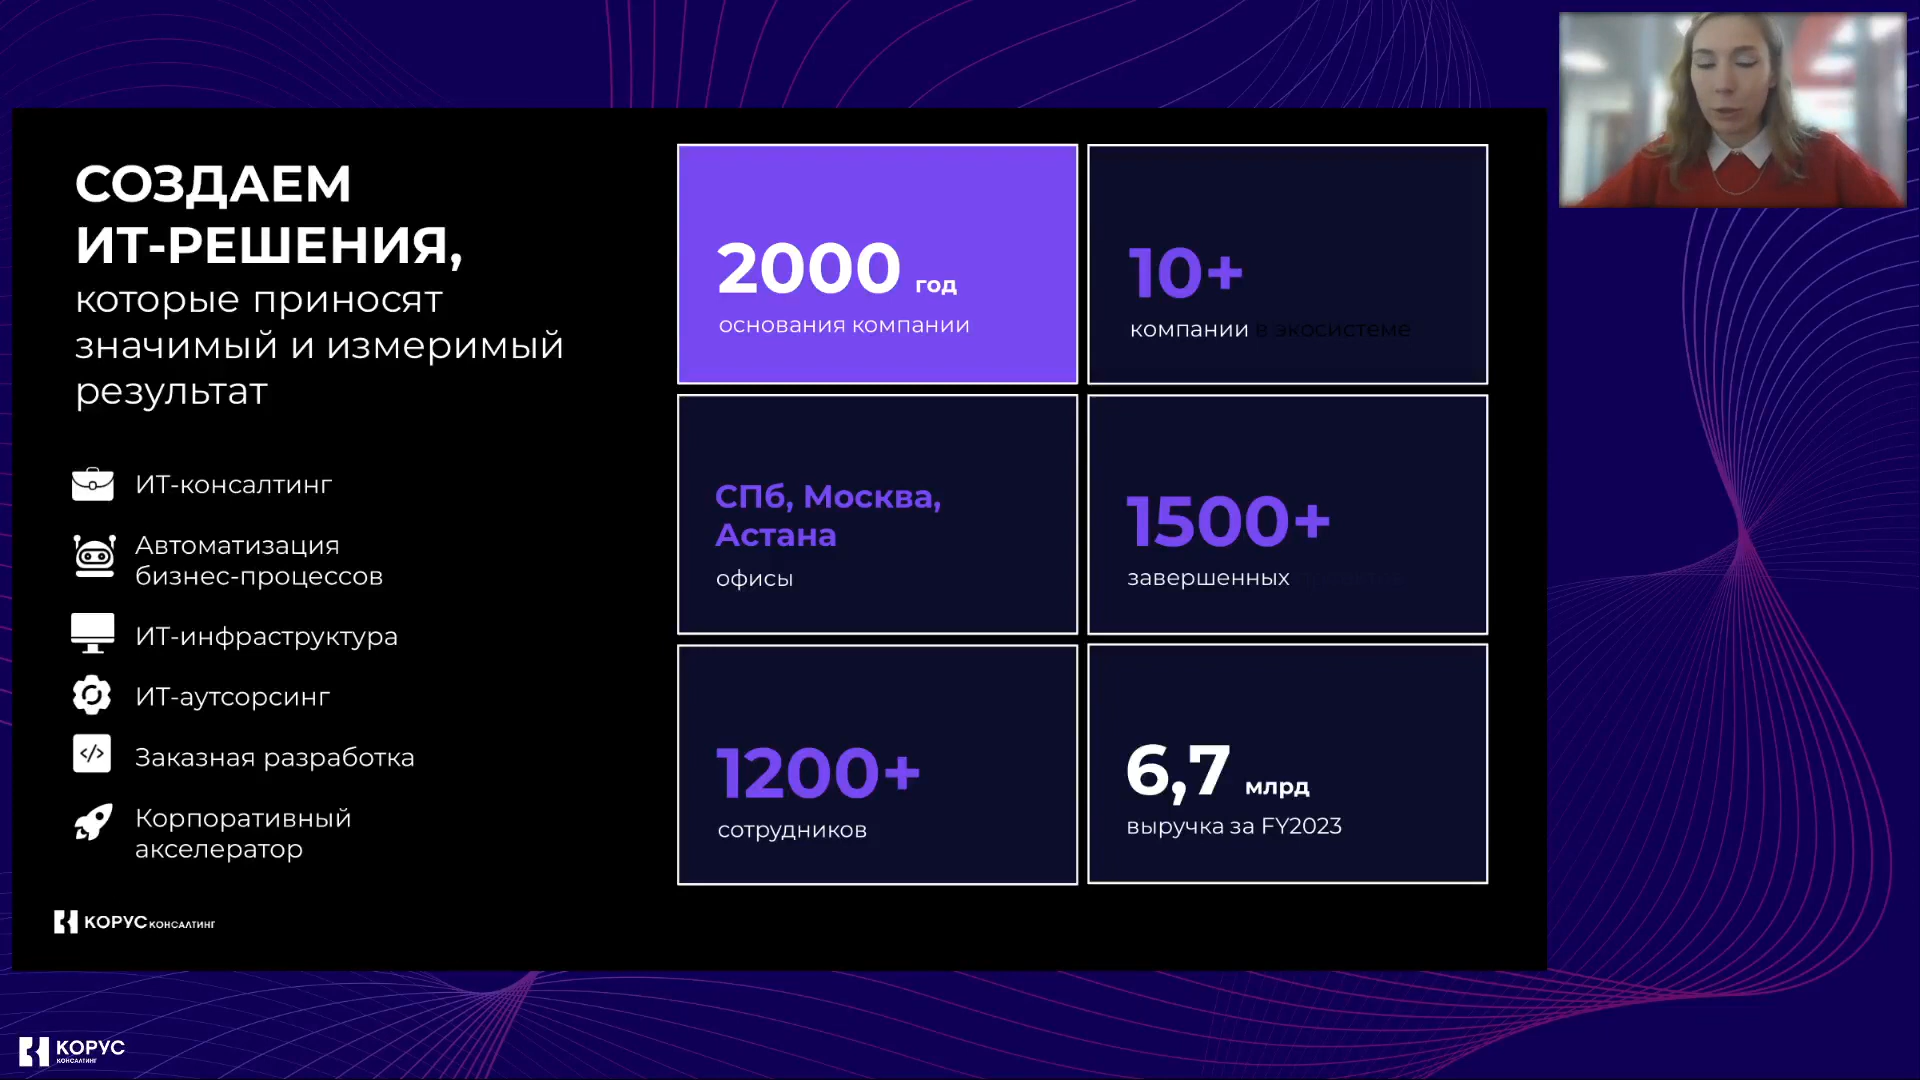 СОЗДАЕМ
ИТ-РЕШЕНИЯ,
которые приносят
значимый и измеримый
результат
ИТ-консалтинг
Автоматизация
бизнес-процессов
ИТ-инфраструктура
ИТ-аутсорсинг
Заказная разработка
Корпоративный
акселератор
КОРУС КОНСАЛТИНГ
2000 год
основания компании
10+
компании в экосистеме
СПб, Москва,
Астана
офисы
1500+
завершенных
1200+
сотрудников
6,7 млрд
выручка за FY2023
КОРУС
КОНСАЛТИНГ